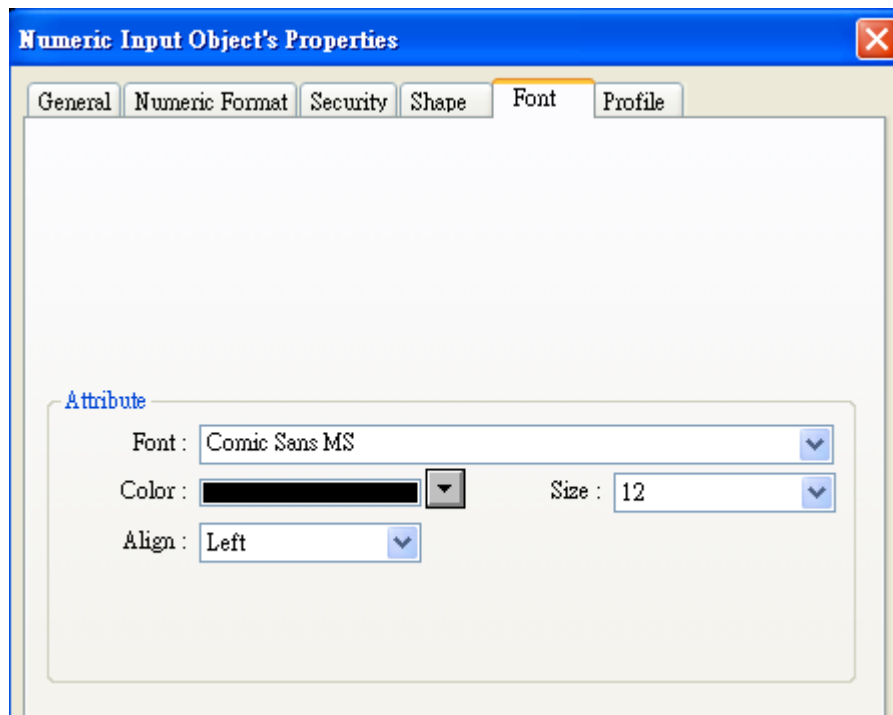 Numeric Input Object's Properties
General Numeric Format Security Shape Font Profile
Attribute
Font : Comic Sans MS
Color : Size : 12
Align : Left